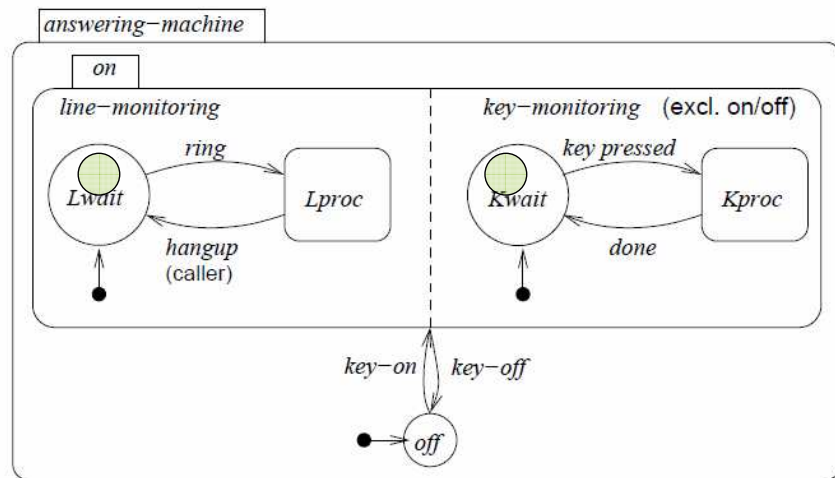 answering-machine
on
line-monitoring
key-monitoring (excl. on/off)
ring
key pressed
Lwait
Lproc
Kwait
Kproc
hangup
(caller)
done
key-on
key-off
off